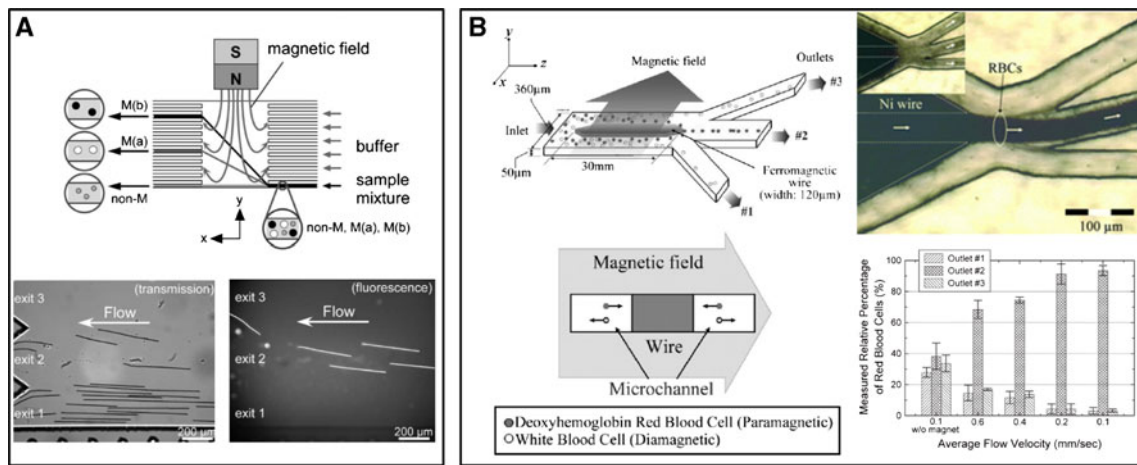 A
S
N
magnetic field
M(b)
M(a)
non-M
buffer
sample
mixture
y
x
non-M, M(a), M(b)
exit 3
(transmission)
Flow
exit 2
exit 1
200 µm
exit 3
(fluorescence)
Flow
exit 2
exit 1
200 µm
B
y
z
x
Magnetic field
Outlets
#3
360µm
Inlet
#2
50µm
30mm
Ferromagnetic
wire
(width: 120µm)
#1
RBCs
Ni wire
100 µm
Magnetic field
Wire
Microchannel
Deoxyhemoglobin Red Blood Cell (Paramagnetic)
White Blood Cell (Diamagnetic)
Measured Relative Percentage
of Red Blood Cells (%)
100
80
60
40
20
0
Outlet #1
Outlet #2
Outlet #3
0.1 0.6 0.4 0.2 0.1
w/o magnet
Average Flow Velocity (mm/sec)